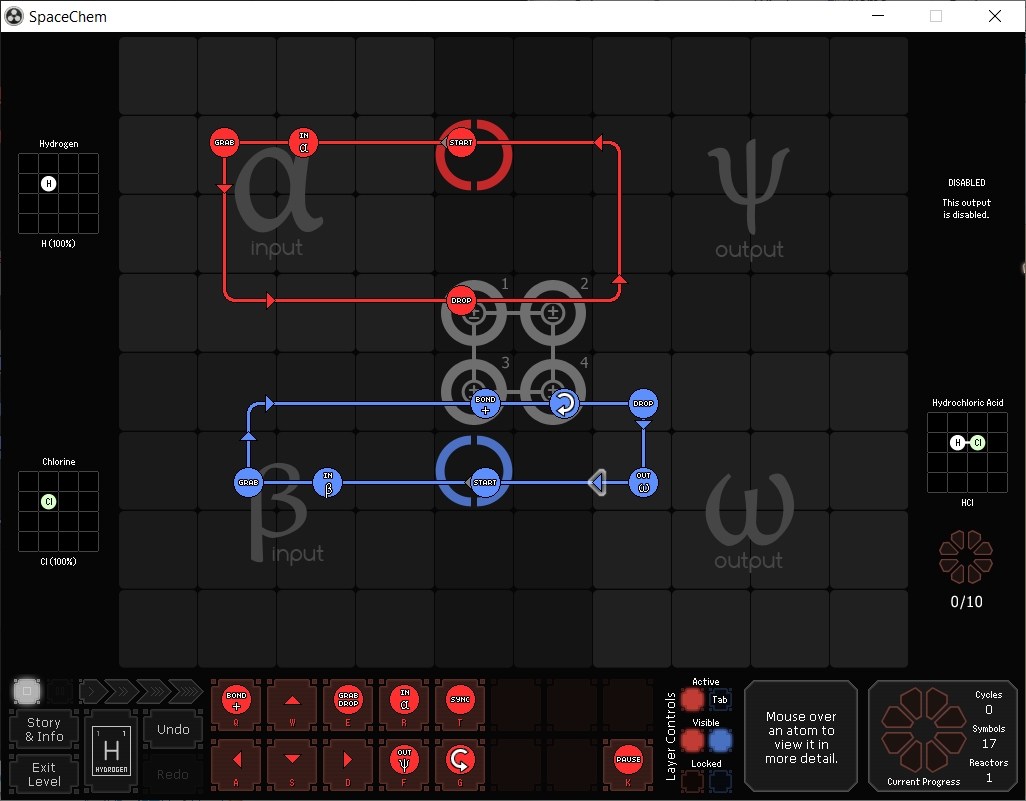 SpaceChem
Hydrogen
H
H (100%)
GRAB
IN
α
START
α
input
ψ
output
DISABLED
This output
is disabled.
DROP
1
2
±
±
3
4
BOND
+
DROP
Chlorine
Cl
Cl (100%)
GRAB
IN
β
START
OUT
ω
β
input
ω
output
Hydrochloric Acid
H Cl
HCl
0/10
Story
& Info
Exit
Level
1 1
H
HYDROGEN
Undo
Redo
BOND
+
Q
W
GRAB
DROP
E
IN
α
R
SYNC
T
A
S
D
OUT
ψ
F
G
PAUSE
K
Layer Controls
Active
Tab
Visible
Locked
Mouse over
an atom to
view it in
more detail.
Cycles
0
Symbols
17
Reactors
1
Current Progress